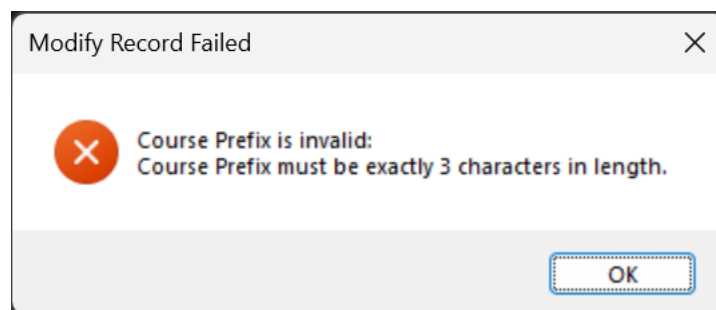 Modify Record Failed
Course Prefix is invalid:
Course Prefix must be exactly 3 characters in length.
OK